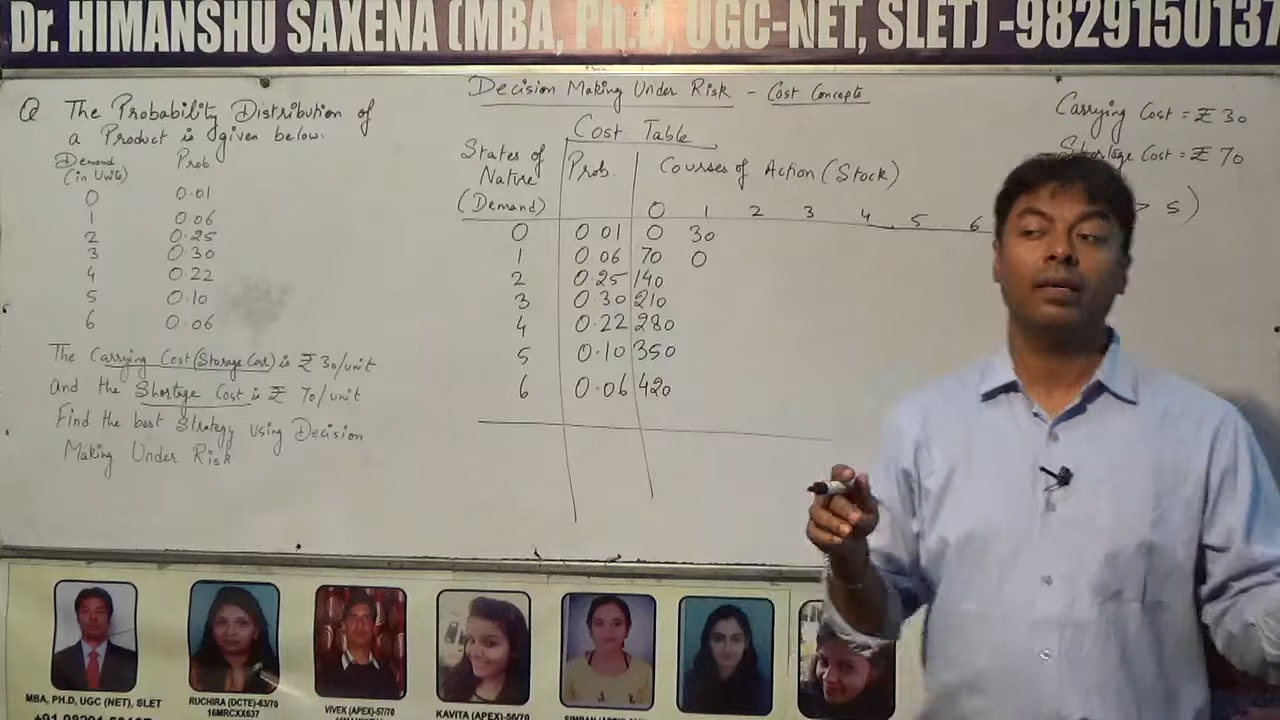 Dr. HIMANSHU SAXENA (MBA, Ph.D, UGC-NET, SLET) -9829150137
Decision Making Under Risk - Cost Concepts
Q The Probability Distribution of
a Product is given below.
Demand Prob.
(in Units)
0 0.01
1 0.06
2 0.25
3 0.30
4 0.22
5 0.10
6 0.06
The Carrying Cost (Storage Cost) is ₹ 30/unit
and the Shortage Cost is ₹ 70/unit
Find the best Strategy using Decision
Making Under Risk
Cost Table
States of Nature (Demand) Prob. Courses of Action (Stock)
0 1 2 3 4 5 6
0 0.01 0 30
1 0.06 70 0
2 0.25 140
3 0.30 210
4 0.22 280
5 0.10 350
6 0.06 420
Carrying Cost = ₹ 30
Shortage Cost = ₹ 70
> S)
MBA, PH.D, UGC (NET), SLET
RUCHIRA (DCTE)-63/70
16MRCXX637
VIVEK (APEX)-57/70
KAVITA (APEX)-56/70